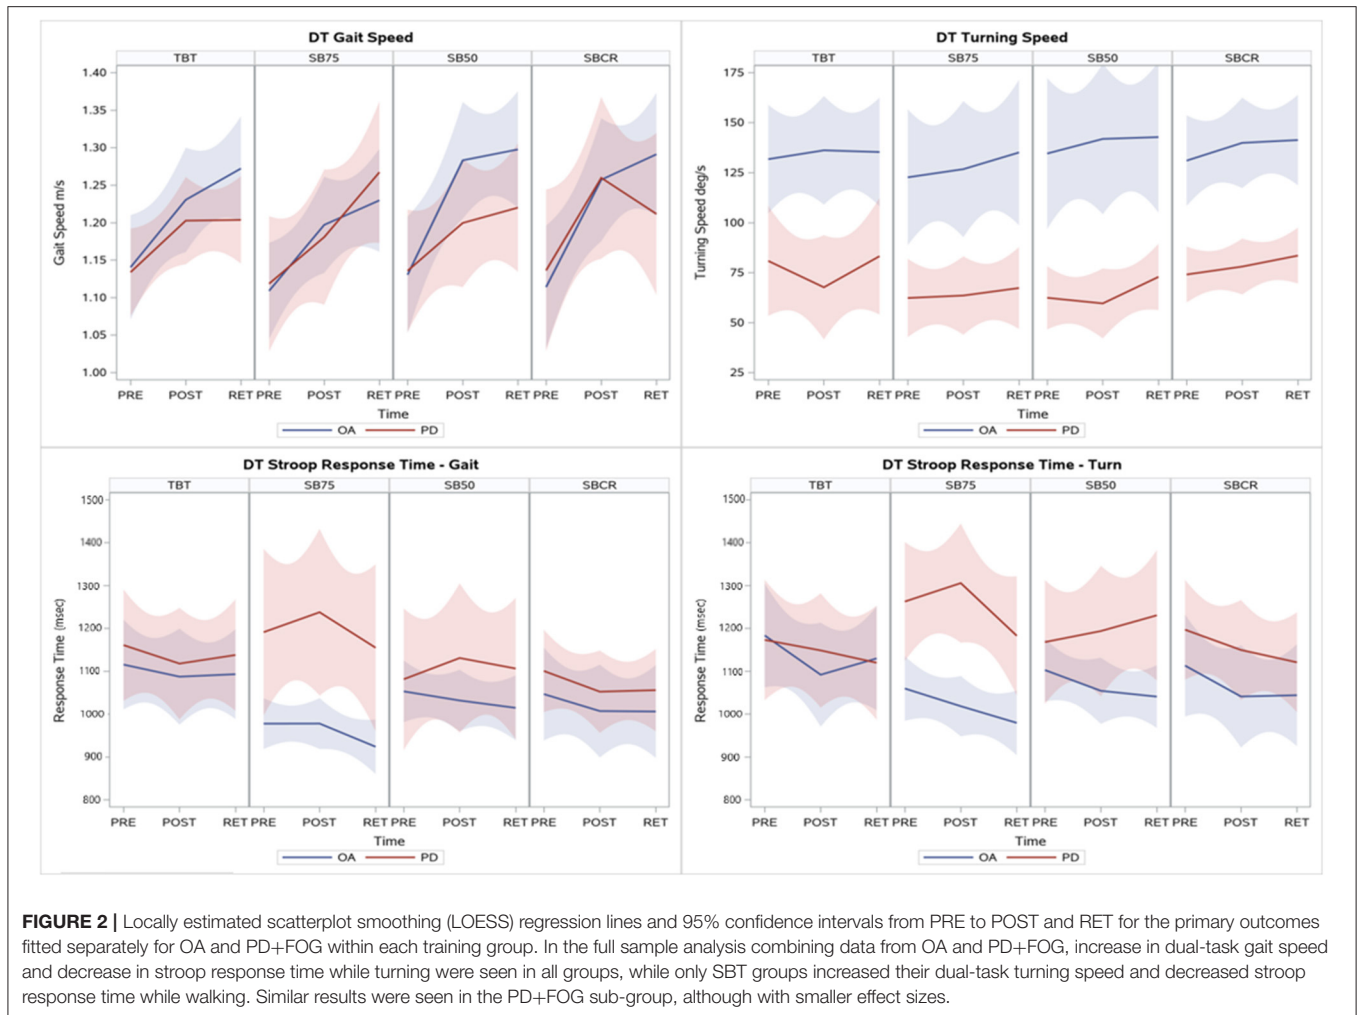 DT Gait Speed
TBT SB75 SB50 SBCR
Gait Speed m/s
1.40
1.35
1.30
1.25
1.20
1.15
1.10
1.05
1.00
PRE POST RET PRE POST RET PRE POST RET PRE POST RET
Time
OA PD
DT Turning Speed
TBT SB75 SB50 SBCR
Turning Speed deg/s
175
150
125
100
75
50
25
PRE POST RET PRE POST RET PRE POST RET PRE POST RET
Time
OA PD
DT Stroop Response Time - Gait
TBT SB75 SB50 SBCR
Response Time (msec)
1500
1400
1300
1200
1100
1000
900
800
PRE POST RET PRE POST RET PRE POST RET PRE POST RET
Time
OA PD
DT Stroop Response Time - Turn
TBT SB75 SB50 SBCR
Response Time (msec)
1500
1400
1300
1200
1100
1000
900
800
PRE POST RET PRE POST RET PRE POST RET PRE POST RET
Time
OA PD
FIGURE 2 | Locally estimated scatterplot smoothing (LOESS) regression lines and 95% confidence intervals from PRE to POST and RET for the primary outcomes
fitted separately for OA and PD+FOG within each training group. In the full sample analysis combining data from OA and PD+FOG, increase in dual-task gait speed
and decrease in stroop response time while turning were seen in all groups, while only SBT groups increased their dual-task turning speed and decreased stroop
response time while walking. Similar results were seen in the PD+FOG sub-group, although with smaller effect sizes.